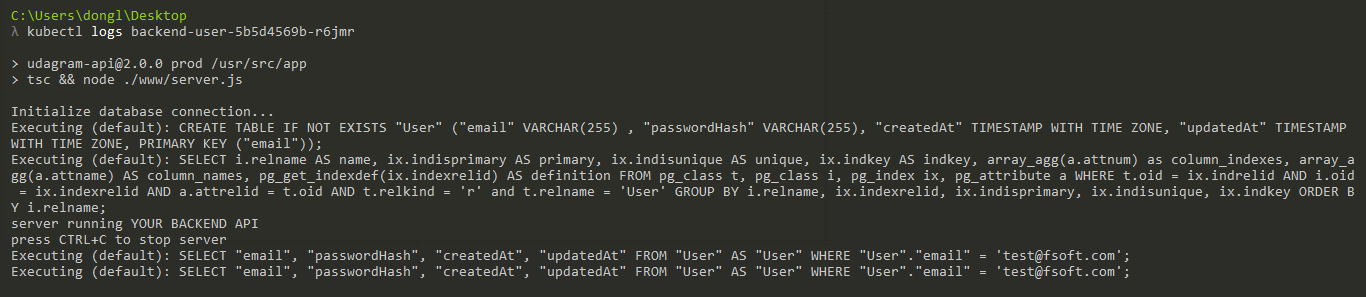 C:\Users\dongl\Desktop
λ kubectl logs backend-user-5b5d4569b-r6jmr
> udagram-api@2.0.0 prod /usr/src/app
> tsc && node ./www/server.js
Initialize database connection...
Executing (default): CREATE TABLE IF NOT EXISTS "User" ("email" VARCHAR(255) , "passwordHash" VARCHAR(255), "createdAt" TIMESTAMP WITH TIME ZONE, "updatedAt" TIMESTAMP
WITH TIME ZONE, PRIMARY KEY ("email"));
Executing (default): SELECT i.relname AS name, ix.indisprimary AS primary, ix.indisunique AS unique, ix.indkey AS indkey, array_agg(a.attnum) as column_indexes, array_a
gg(a.attname) AS column_names, pg_get_indexdef(ix.indexrelid) AS definition FROM pg_class t, pg_class i, pg_index ix, pg_attribute a WHERE t.oid = ix.indrelid AND i.oid
= ix.indexrelid AND a.attrelid = t.oid AND t.relkind = 'r' and t.relname = 'User' GROUP BY i.relname, ix.indexrelid, ix.indisprimary, ix.indisunique, ix.indkey ORDER B
Y i.relname;
server running YOUR BACKEND API
press CTRL+C to stop server
Executing (default): SELECT "email", "passwordHash", "createdAt", "updatedAt" FROM "User" AS "User" WHERE "User"."email" = 'test@fsoft.com';
Executing (default): SELECT "email", "passwordHash", "createdAt", "updatedAt" FROM "User" AS "User" WHERE "User"."email" = 'test@fsoft.com';